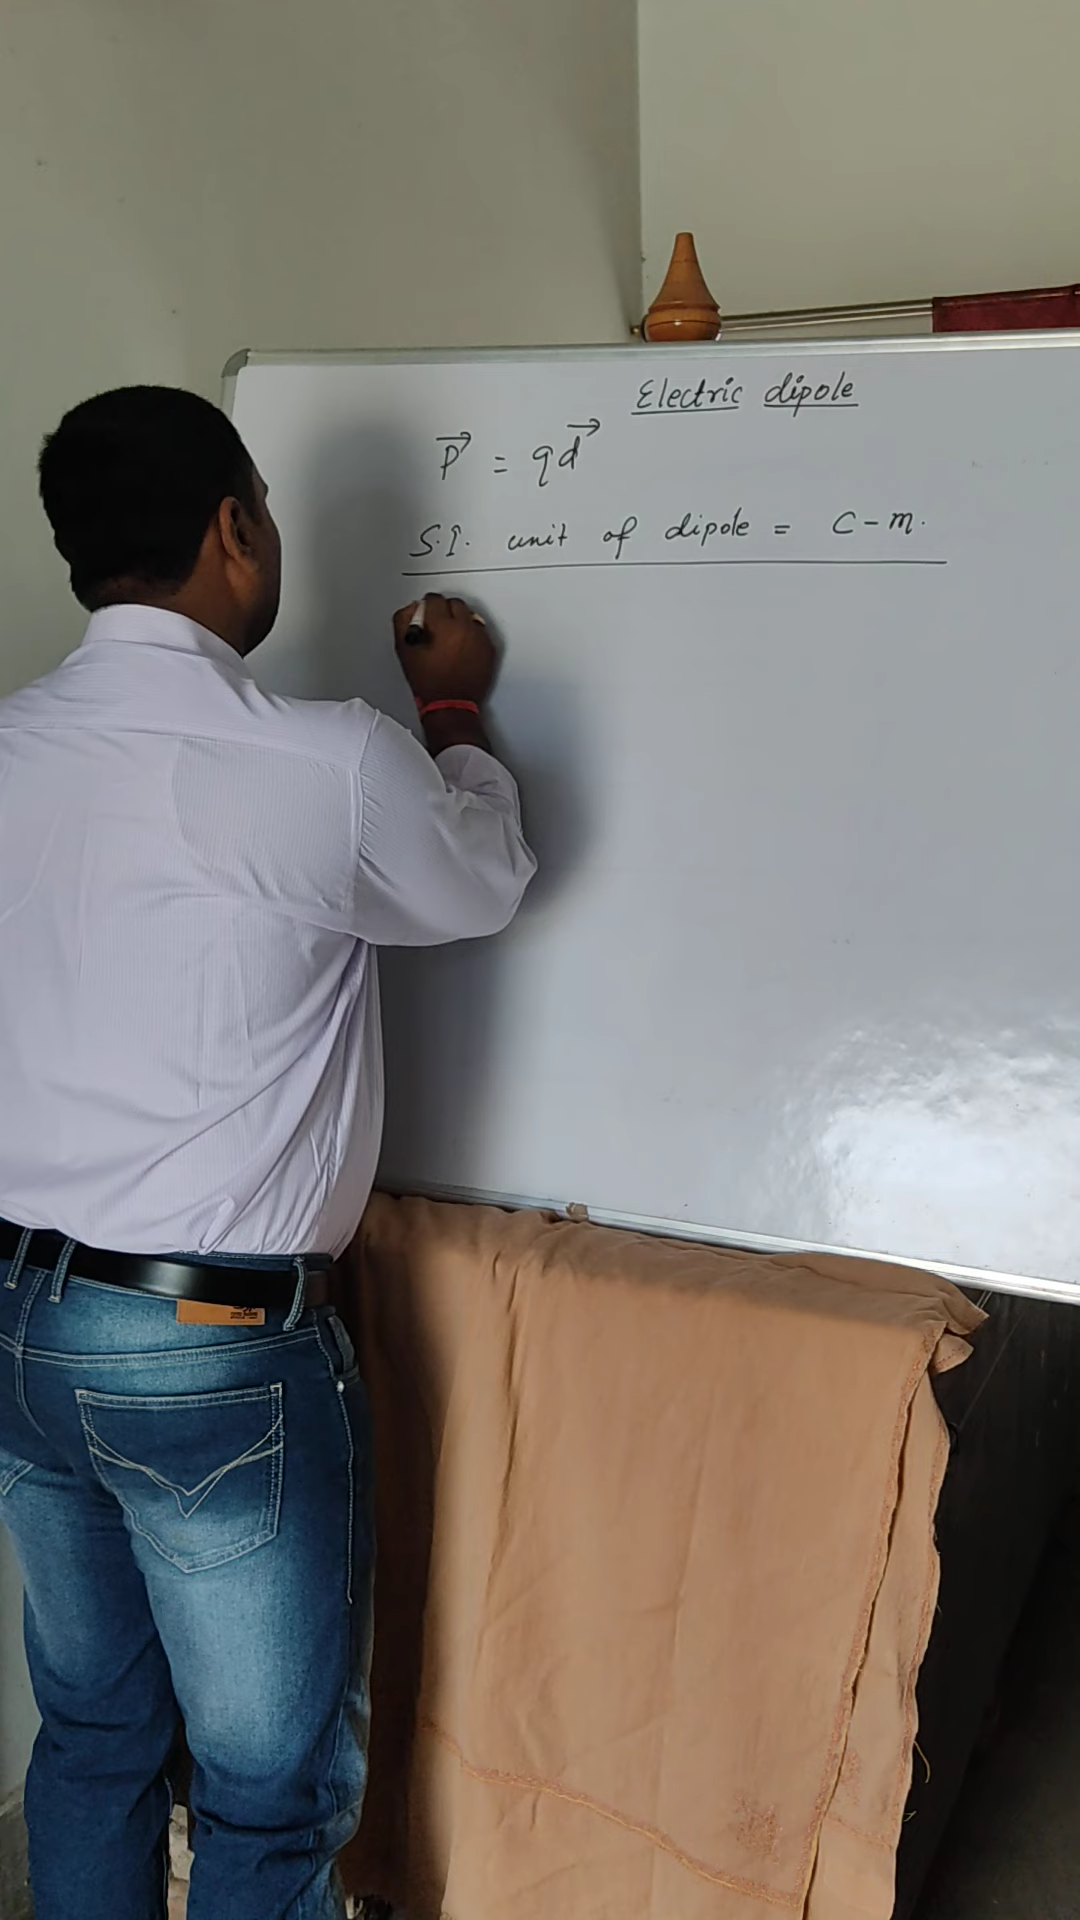 Electric dipole
P⃗ = qd⃗
S.I. unit of dipole = C-m.